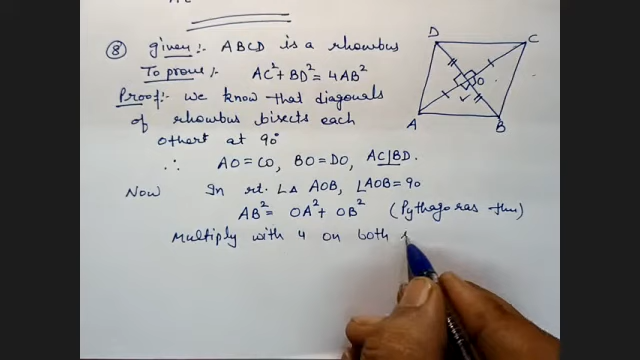 ⑧ given:- ABCD is a rhombus
To prove:- AC² + BD² = 4AB²
Proof:- we know that diagonals
of rhombus bisects each
othert at 90°
∴ AO = CO, BO = DO, AC|BD.
Now In rt. L△ AOB, ∠AOB = 90
AB² = OA² + OB² (Pythagoras thm)
Multiply with 4 on both
D
C
O
A
B